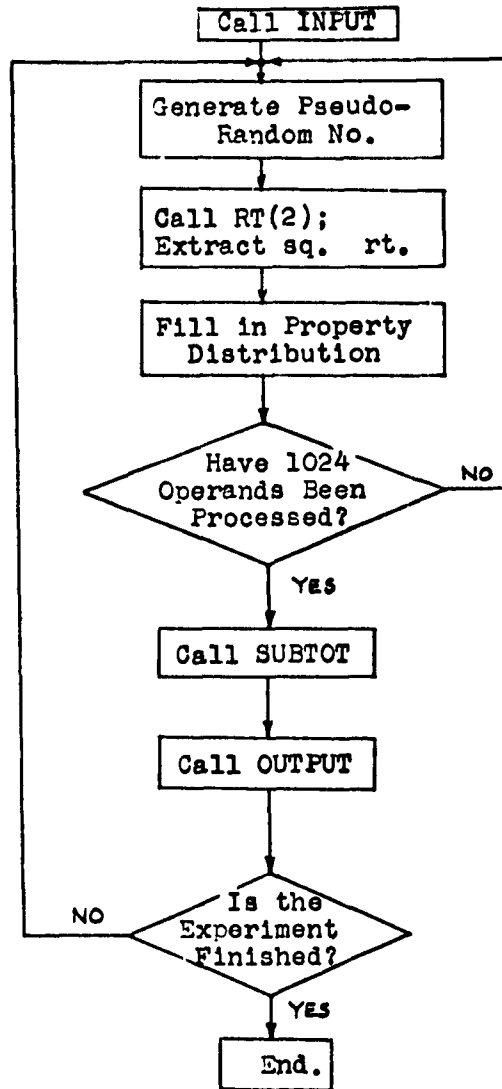 Call INPUT
Generate Pseudo-
Random No.
Call RT(2);
Extract sq. rt.
Fill in Property
Distribution
Have 1024
Operands Been
Processed?
NO
YES
Call SUBTOT
Call OUTPUT
Is the
Experiment
Finished?
NO
YES
End.